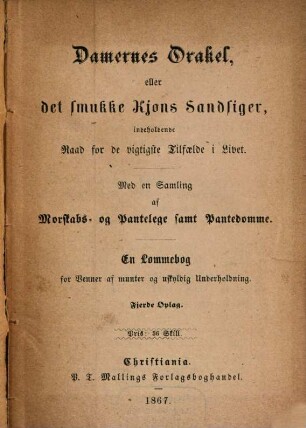 Damernes Orakel,
eller
det smukke Kjøns Sandsiger,
indeholdende
Raad for de vigtigste Tilfælde i Livet.
Med en Samling
af
Morskabs- og Pantelege samt Pantedomme.
En Lommebog
for Venner af munter og uskyldig Underholdning.
Fjerde Oplag.
Pris: 36 Skill.
Christiania.
P. T. Mallings Forlagsboghandel.
1867.